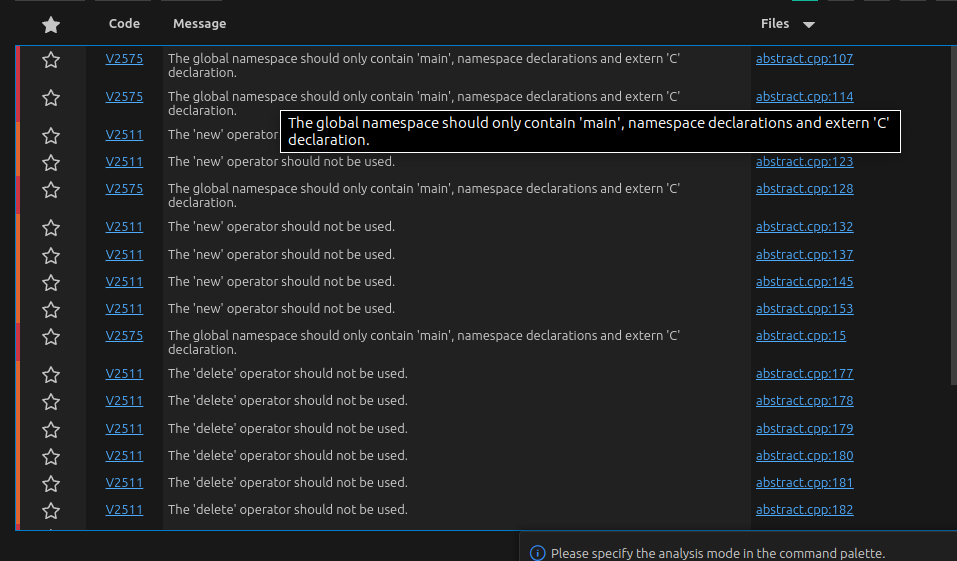 Code Message Files
V2575 The global namespace should only contain 'main', namespace declarations and extern 'C' abstract.cpp:107
declaration.
V2575 The global namespace should only contain 'main', namespace declarations and extern 'C' abstract.cpp:114
declaration.
The global namespace should only contain 'main', namespace declarations and extern 'C'
declaration.
V2511 The 'new' operator
V2511 The 'new' operator should not be used. abstract.cpp:123
V2575 The global namespace should only contain 'main', namespace declarations and extern 'C' abstract.cpp:128
declaration.
V2511 The 'new' operator should not be used. abstract.cpp:132
V2511 The 'new' operator should not be used. abstract.cpp:137
V2511 The 'new' operator should not be used. abstract.cpp:145
V2511 The 'new' operator should not be used. abstract.cpp:153
V2575 The global namespace should only contain 'main', namespace declarations and extern 'C' abstract.cpp:15
declaration.
V2511 The 'delete' operator should not be used. abstract.cpp:177
V2511 The 'delete' operator should not be used. abstract.cpp:178
V2511 The 'delete' operator should not be used. abstract.cpp:179
V2511 The 'delete' operator should not be used. abstract.cpp:180
V2511 The 'delete' operator should not be used. abstract.cpp:181
V2511 The 'delete' operator should not be used. abstract.cpp:182
Please specify the analysis mode in the command palette.